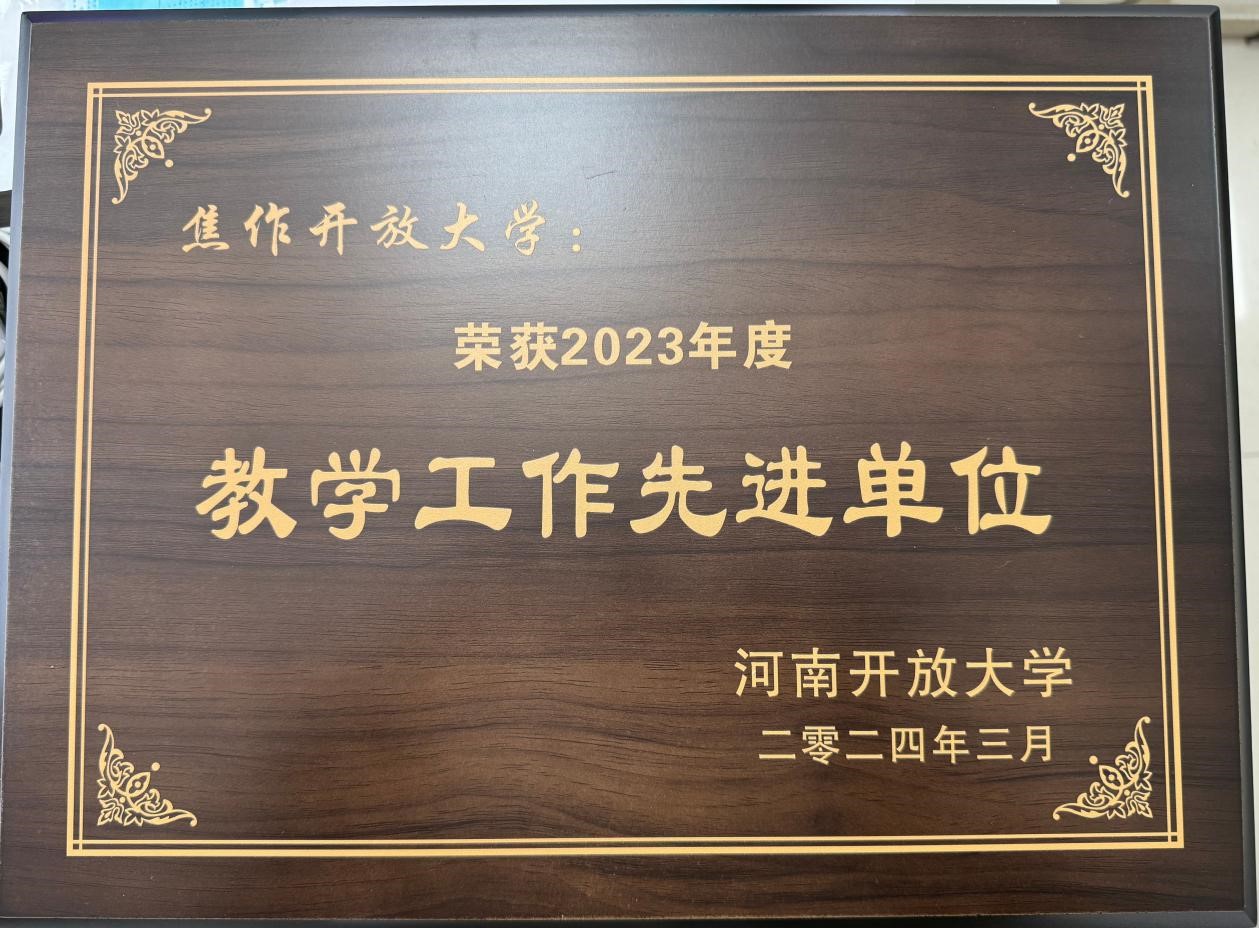 焦作开放大学：
荣获2023年度
教学工作先进单位
河南开放大学
二零二四年三月